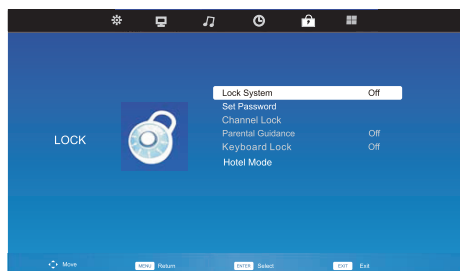 LOCK
Lock System Off
Set Password
Channel Lock
Parental Guidance Off
Keyboard Lock Off
Hotel Mode
Move MENU Return ENTER Select EXIT Exit